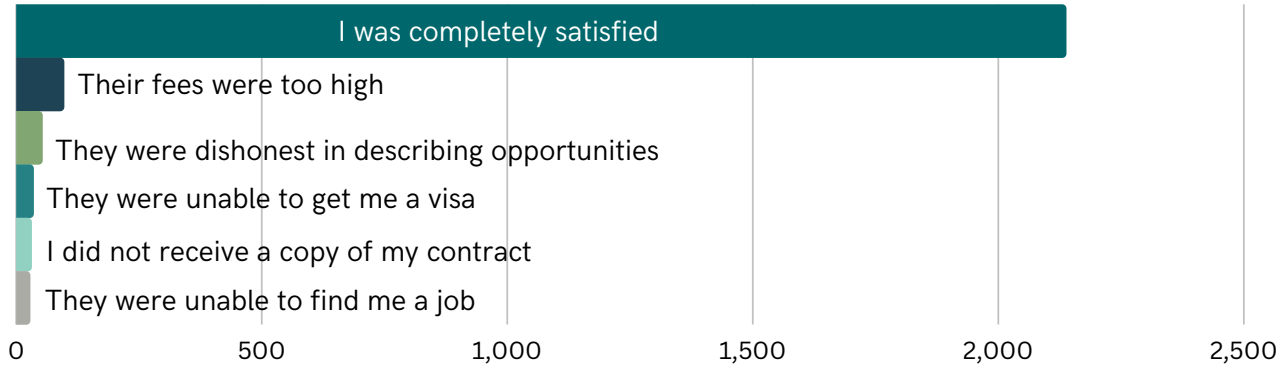 I was completely satisfied
Their fees were too high
They were dishonest in describing opportunities
They were unable to get me a visa
I did not receive a copy of my contract
They were unable to find me a job
0 500 1,000 1,500 2,000 2,500